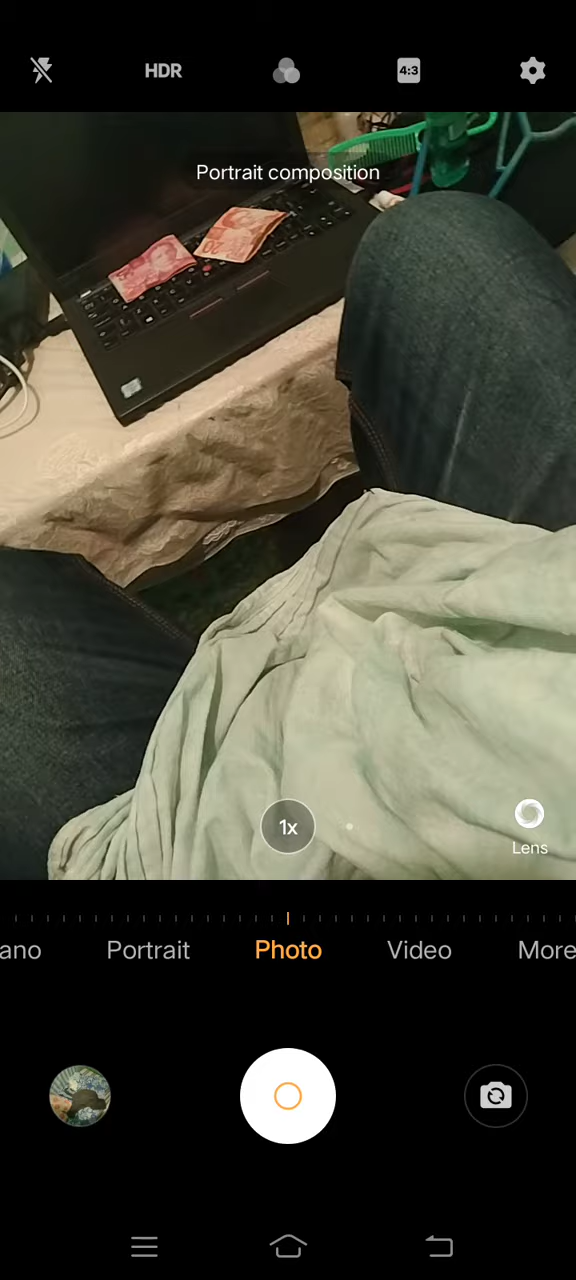 HDR
4:3
Portrait composition
1x
Lens
ano
Portrait
Photo
Video
More